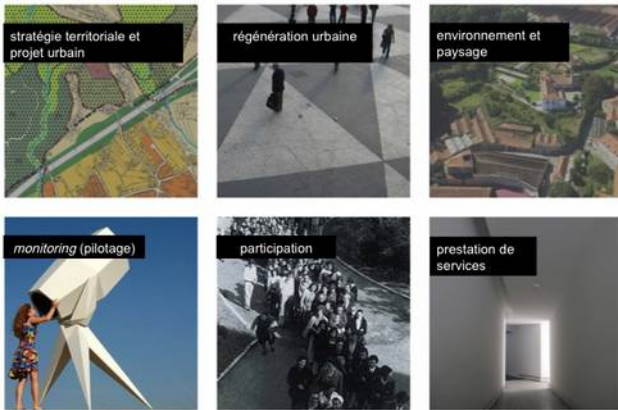 stratégie territoriale et
projet urbain
régénération urbaine
environnement et
paysage
monitoring (pilotage)
participation
prestation de
services